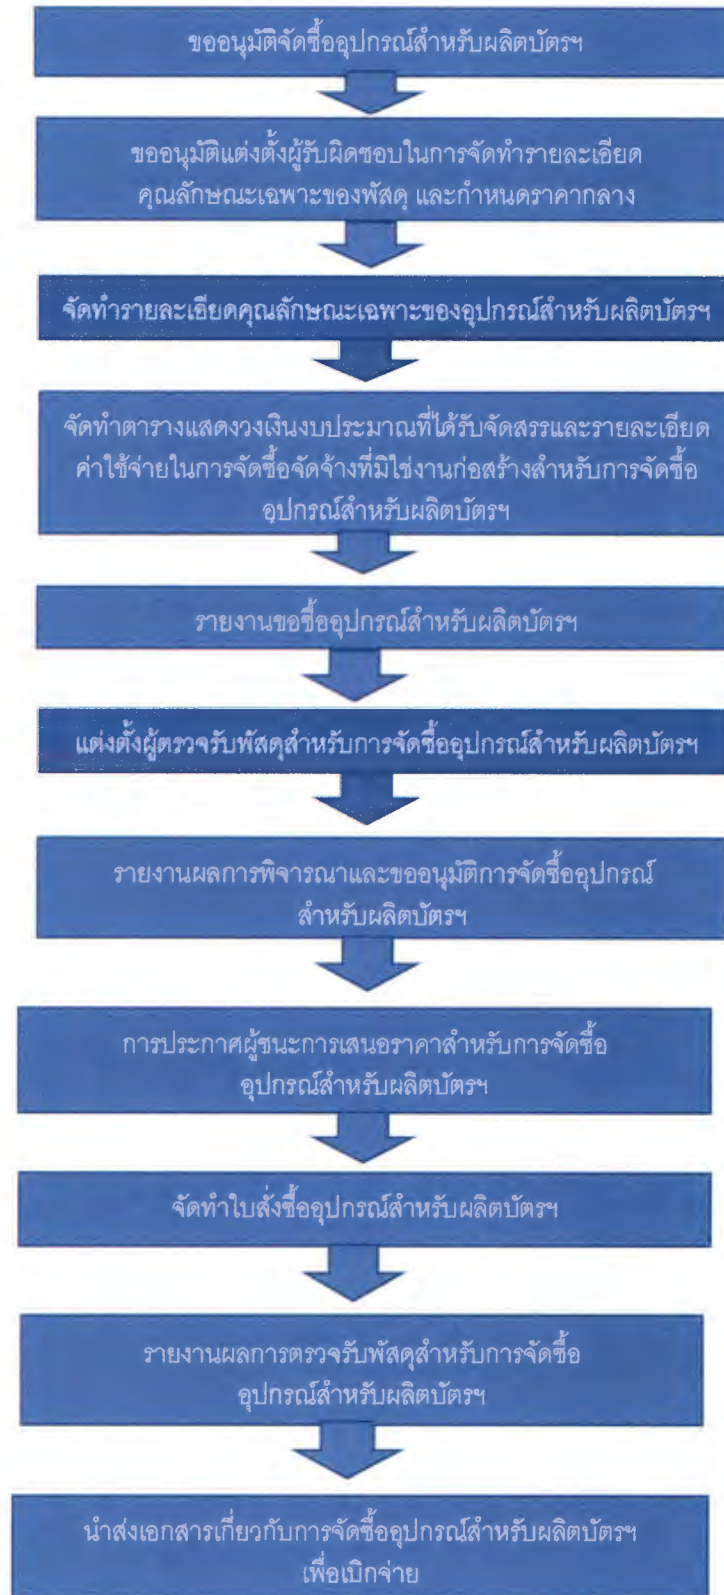 ขออนุมัติจัดซื้ออุปกรณ์สำหรับผลิตบัตรฯ
ขออนุมัติแต่งตั้งผู้รับผิดชอบในการจัดทำรายละเอียด
คุณลักษณะเฉพาะของพัสดุ และกำหนดราคากลาง
จัดทำรายละเอียดคุณลักษณะเฉพาะของอุปกรณ์สำหรับผลิตบัตรฯ
จัดทำตารางแสดงวงเงินงบประมาณที่ได้รับจัดสรรและรายละเอียด
ค่าใช้จ่ายในการจัดซื้อจัดจ้างที่มิใช่งานก่อสร้างสำหรับการจัดซื้อ
อุปกรณ์สำหรับผลิตบัตรฯ
รายงานขอซื้ออุปกรณ์สำหรับผลิตบัตรฯ
แต่งตั้งผู้ตรวจรับพัสดุสำหรับการจัดซื้ออุปกรณ์สำหรับผลิตบัตรฯ
รายงานผลการพิจารณาและขออนุมัติการจัดซื้ออุปกรณ์
สำหรับผลิตบัตรฯ
การประกาศผู้ชนะการเสนอราคาสำหรับการจัดซื้อ
อุปกรณ์สำหรับผลิตบัตรฯ
จัดทำใบสั่งซื้ออุปกรณ์สำหรับผลิตบัตรฯ
รายงานผลการตรวจรับพัสดุสำหรับการจัดซื้อ
อุปกรณ์สำหรับผลิตบัตรฯ
นำส่งเอกสารเกี่ยวกับการจัดซื้ออุปกรณ์สำหรับผลิตบัตรฯ
เพื่อเบิกจ่าย